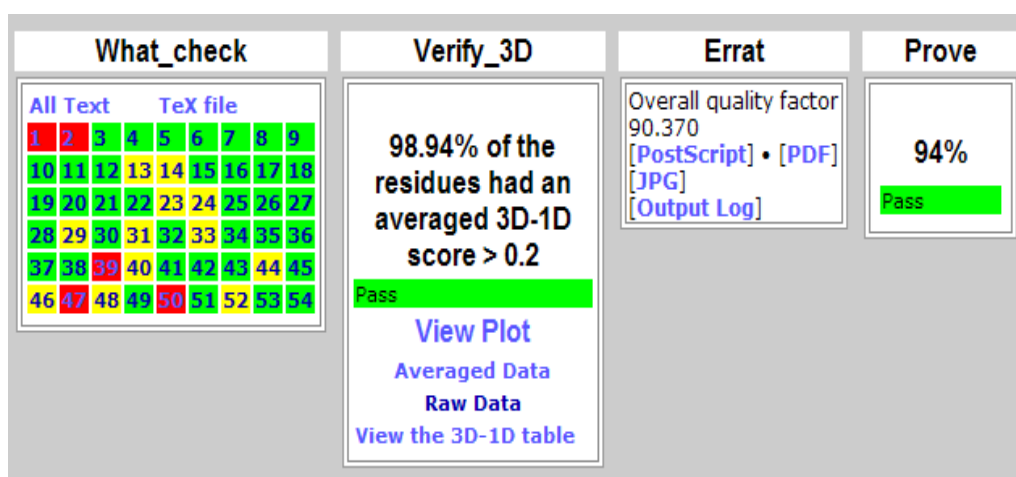 What_check
All Text TeX file
1 2 3 4 5 6 7 8 9
10 11 12 13 14 15 16 17 18
19 20 21 22 23 24 25 26 27
28 29 30 31 32 33 34 35 36
37 38 39 40 41 42 43 44 45
46 47 48 49 50 51 52 53 54
Verify_3D
98.94% of the
residues had an
averaged 3D-1D
score > 0.2
Pass
View Plot
Averaged Data
Raw Data
View the 3D-1D table
Errat
Overall quality factor
90.370
[PostScript] • [PDF]
[JPG]
[Output Log]
Prove
94%
Pass